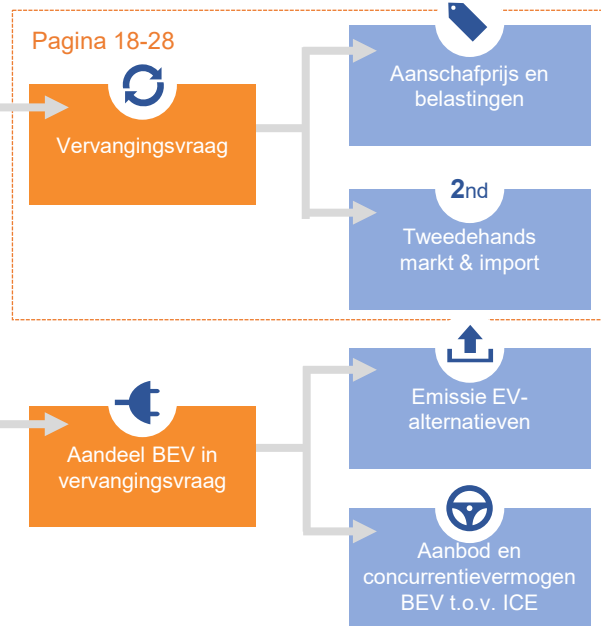 Pagina 18-28
Vervangingsvraag
Aanschafprijs en
belastingen
2nd
Tweedehands
markt & import
Aandeel BEV in
vervangingsvraag
Emissie EV-
alternatieven
Aanbod en
concurrentievermogen
BEV t.o.v. ICE